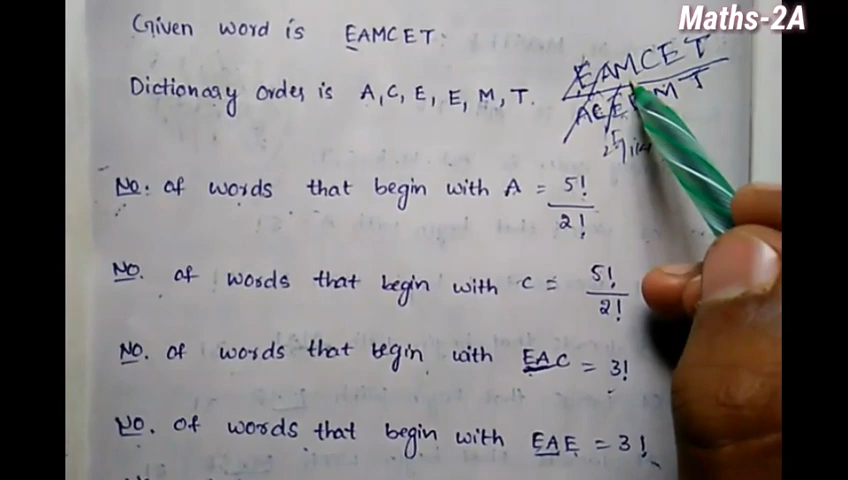 Maths-2A
Given word is EAMCET:
EAMCET
Dictionary order is A, C, E, E, M, T.
ACEEMT
No. of words that begin with A = 5!/2!
No. of words that begin with C = 5!/2!
No. of words that begin with EAC = 3!
No. of words that begin with EAE = 3!